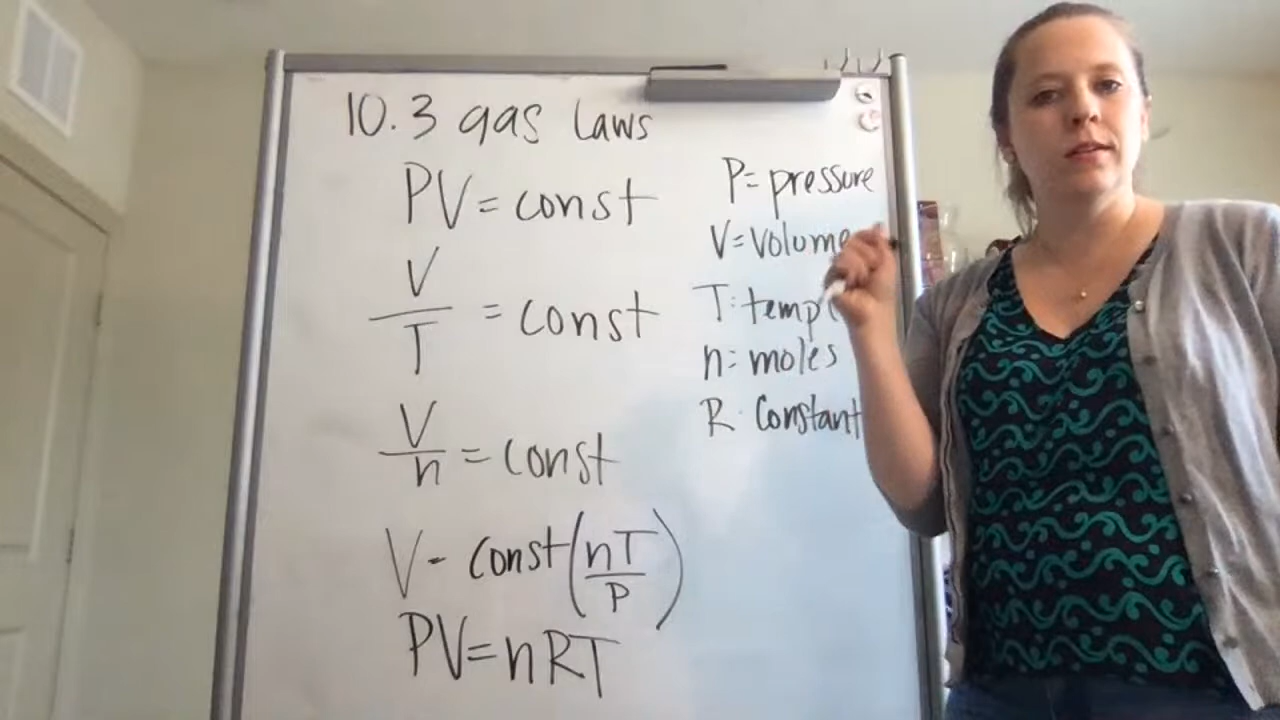 10.3 gas laws
PV = const
V/T = const
V/n = const
V - const(nT/P)
PV=nRT
P= pressure
V=volume
T: temp
n= moles
R. Constant